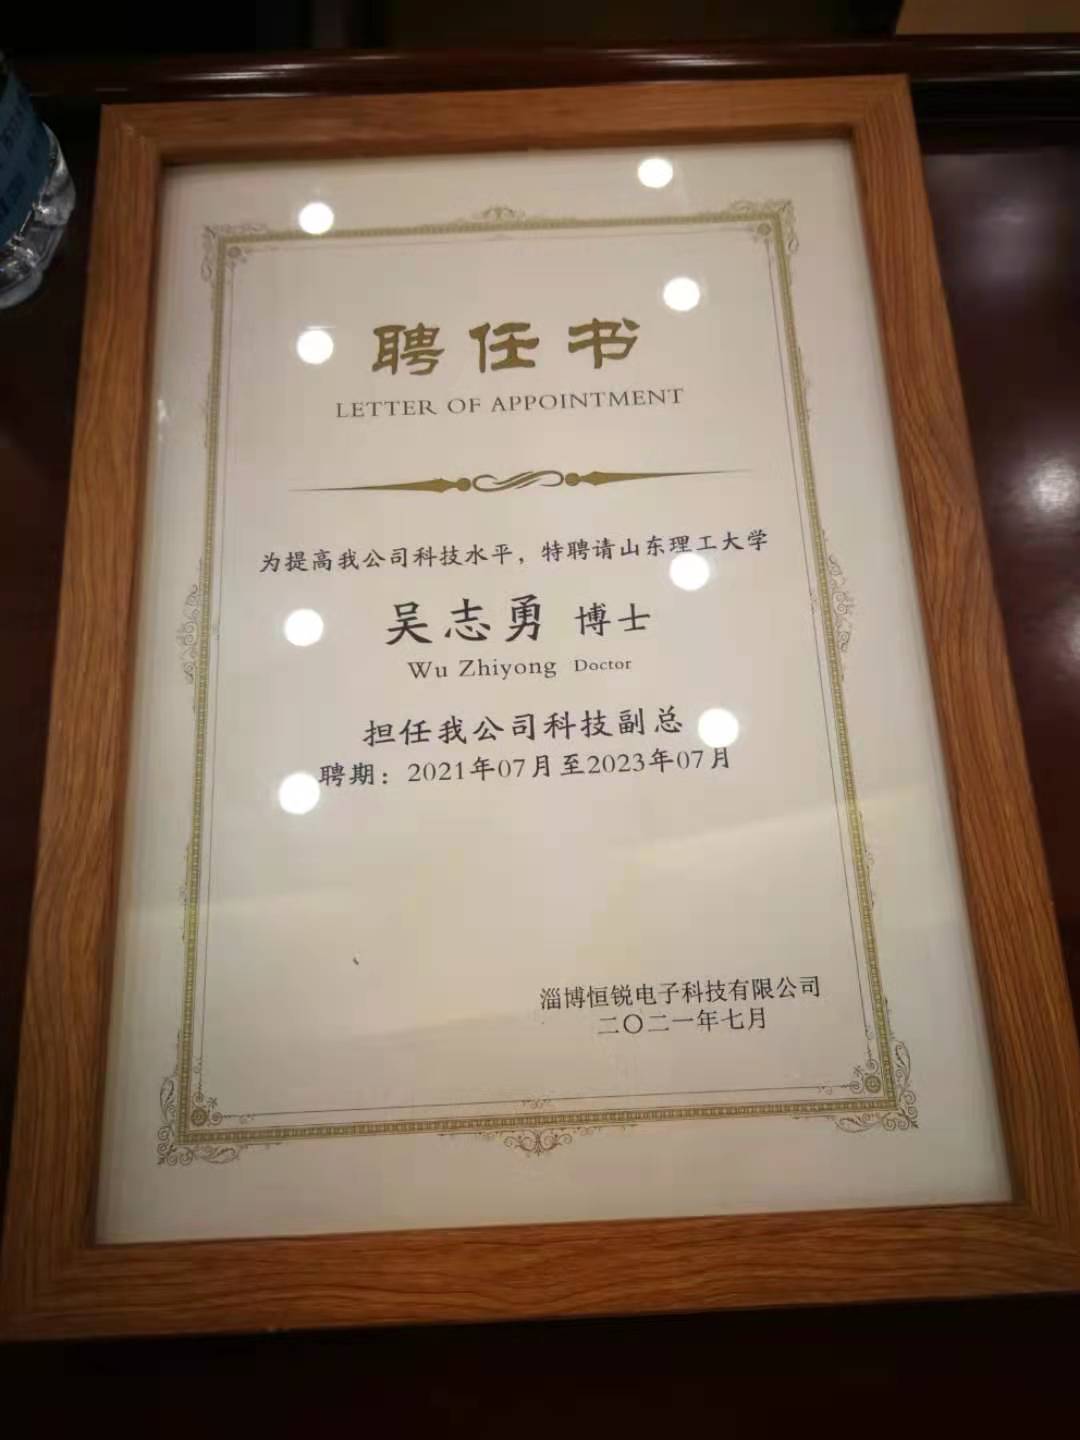 聘任书
LETTER OF APPOINTMENT
为提高我公司科技水平，特聘请山东理工大学
吴志勇 博士
Wu Zhiyong Doctor
担任我公司科技副总
聘期：2021年07月至2023年07月
淄博恒锐电子科技有限公司
二〇二一年七月